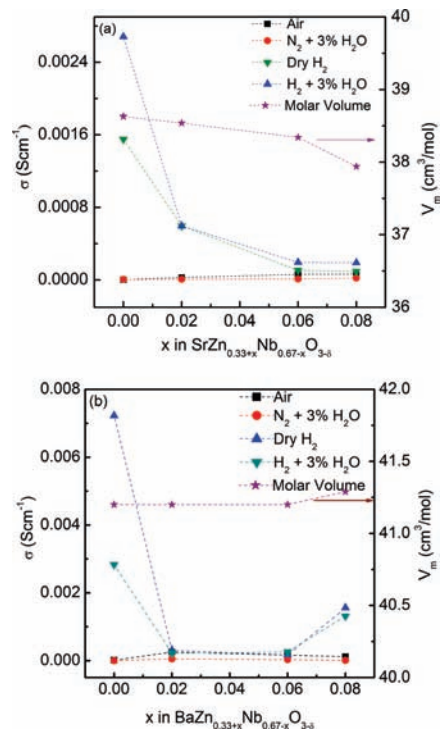 (a)
Air
N₂ + 3% H₂O
Dry H₂
H₂ + 3% H₂O
Molar Volume
σ (Scm⁻¹)
0.0024
0.0016
0.0008
0.0000
Vₘ (cm³/mol)
40
39
38
37
36
0.00 0.02 0.04 0.06 0.08
x in SrZn₀.₃₃₊ₓNb₀.₆₇₋ₓO₃₋δ
(b)
Air
N₂ + 3% H₂O
Dry H₂
H₂ + 3% H₂O
Molar Volume
σ (Scm⁻¹)
0.008
0.006
0.004
0.002
0.000
Vₘ (cm³/mol)
42.0
41.5
41.0
40.5
40.0
0.00 0.02 0.04 0.06 0.08
x in BaZn₀.₃₃₊ₓNb₀.₆₇₋ₓO₃₋δ